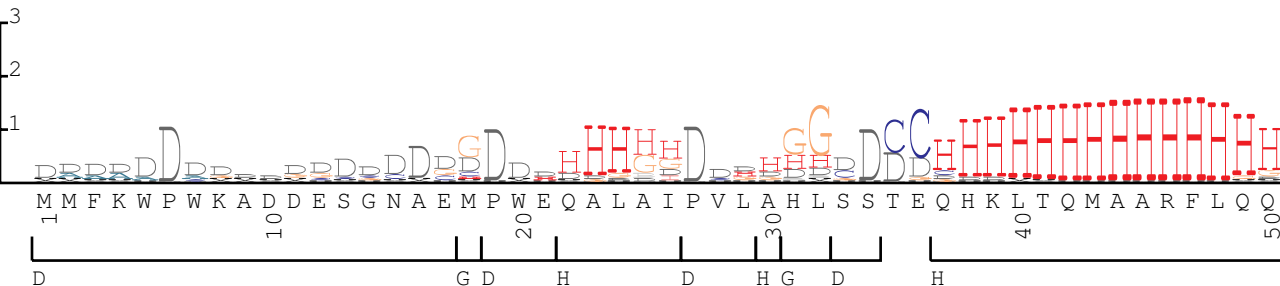 3
2
1
M M F K W P W K A D D E S G N A E M P W E Q A L A I P V L A H L S S T E Q H K L T Q M A A R F L Q Q
1 10 20 30 40 50
D G D H D H G D H